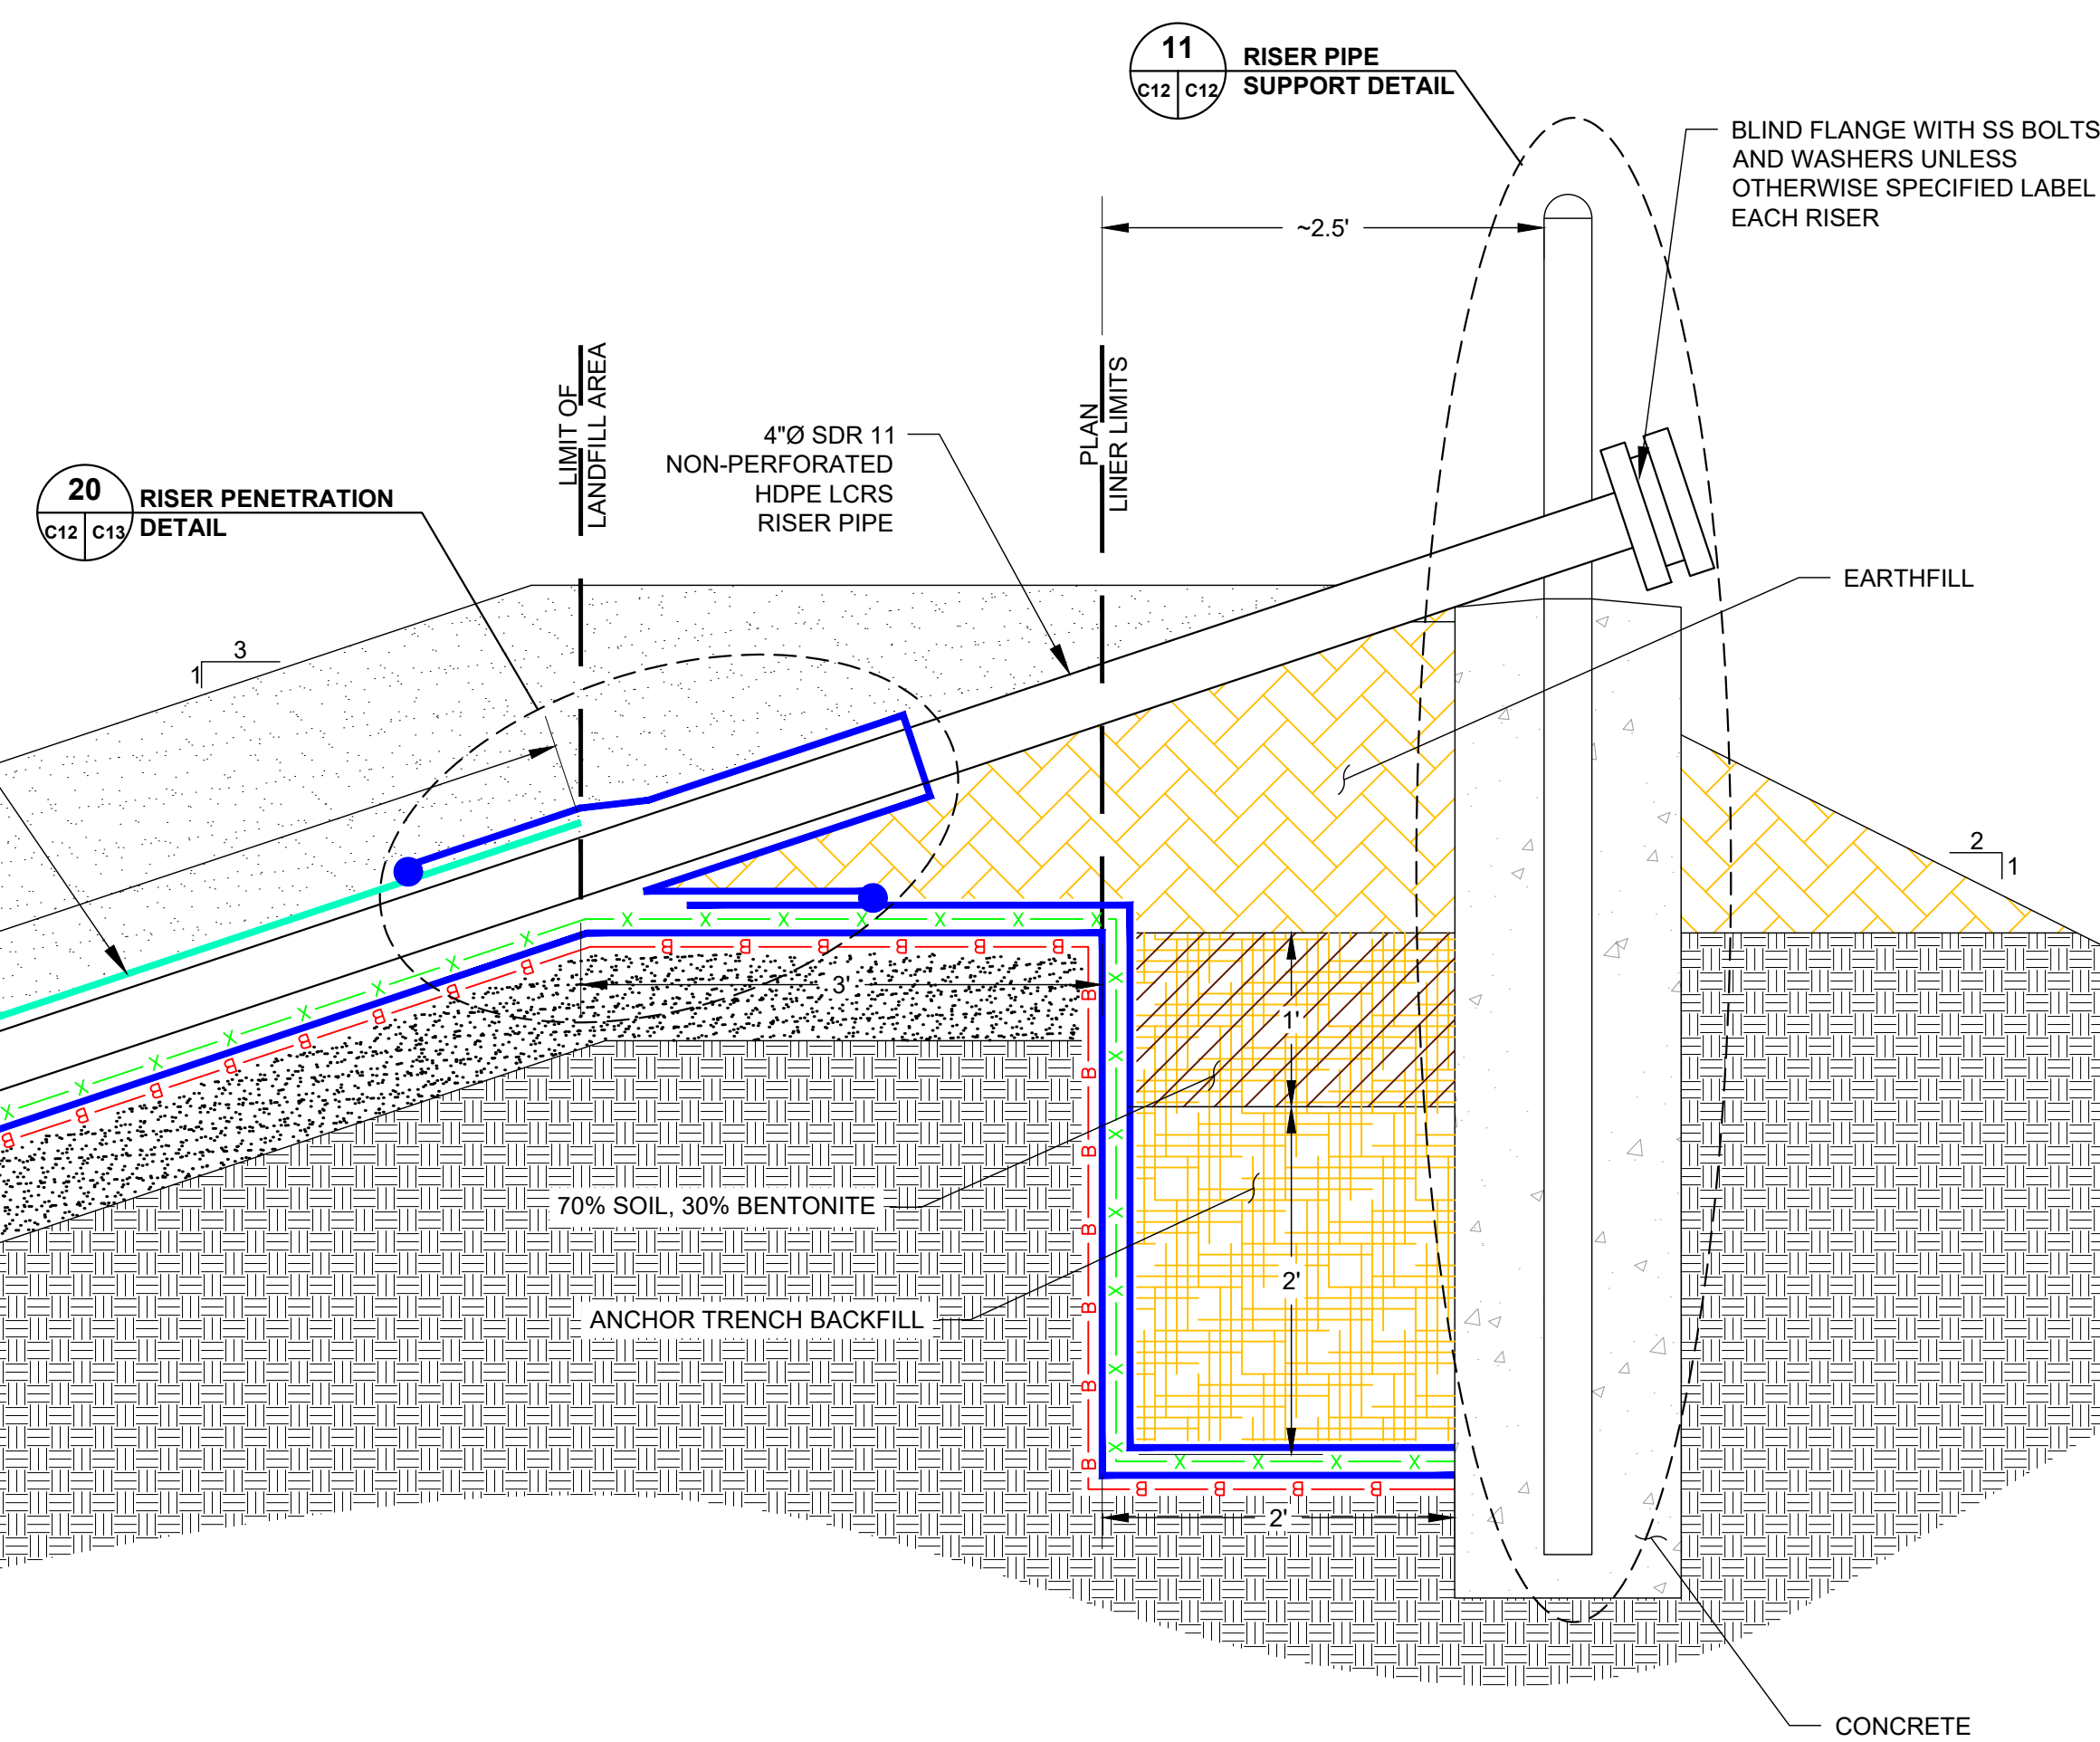 11
C12 C12
RISER PIPE
SUPPORT DETAIL
BLIND FLANGE WITH SS BOLTS
AND WASHERS UNLESS
OTHERWISE SPECIFIED LABEL
EACH RISER
~2.5'
LIMIT OF
LANDFILL AREA
PLAN
LINER LIMITS
4"Ø SDR 11
NON-PERFORATED
HDPE LCRS
RISER PIPE
20
C12 C13
RISER PENETRATION
DETAIL
EARTHFILL
3
1
2
1
X X X X X X X
X X X X X X X X
B B B B B B
B B B B B B B B
3'
1'
X X X X X X
B B B B B B B
70% SOIL, 30% BENTONITE
2'
ANCHOR TRENCH BACKFILL
X X X X
B B B B
2'
CONCRETE